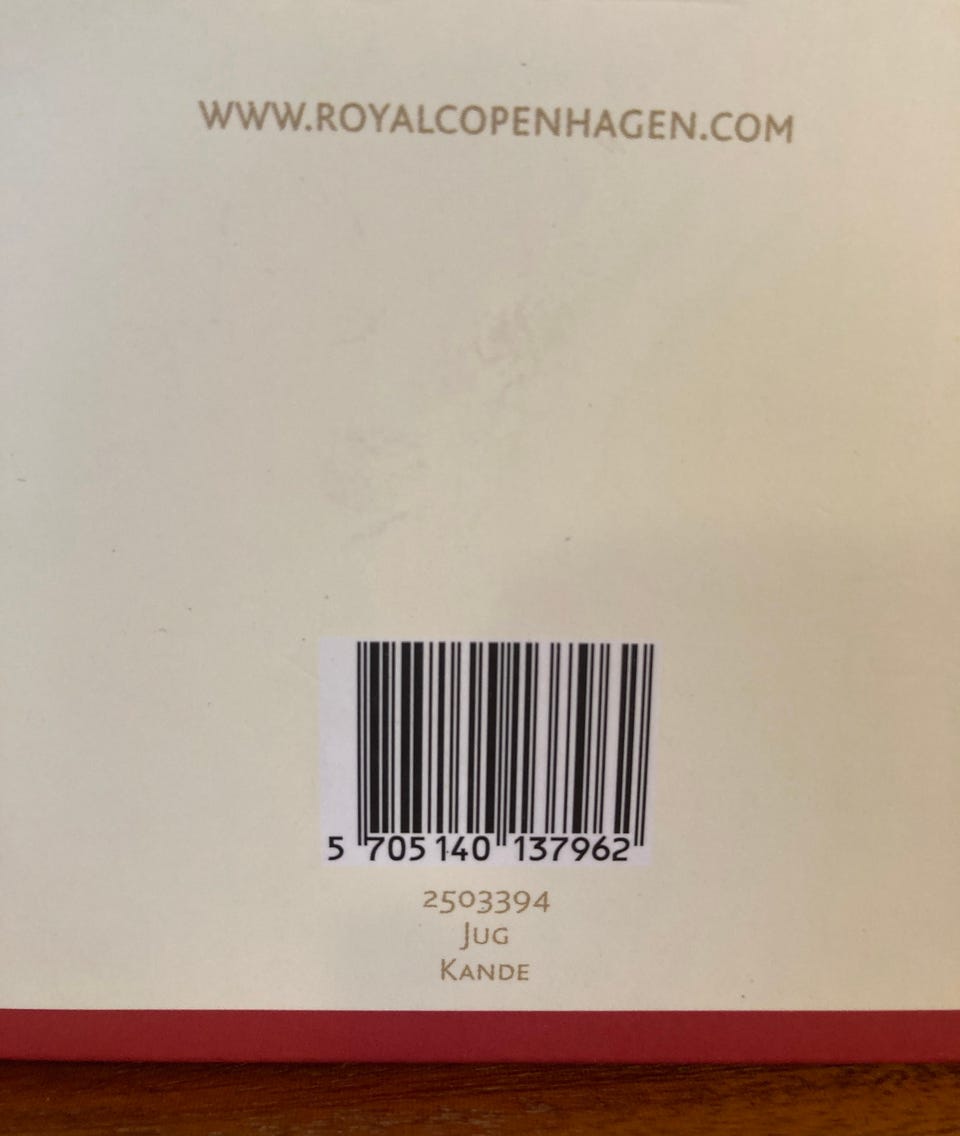 WWW.ROYALCOPENHAGEN.COM
5 705140 137962
2503394
Jug
Kande